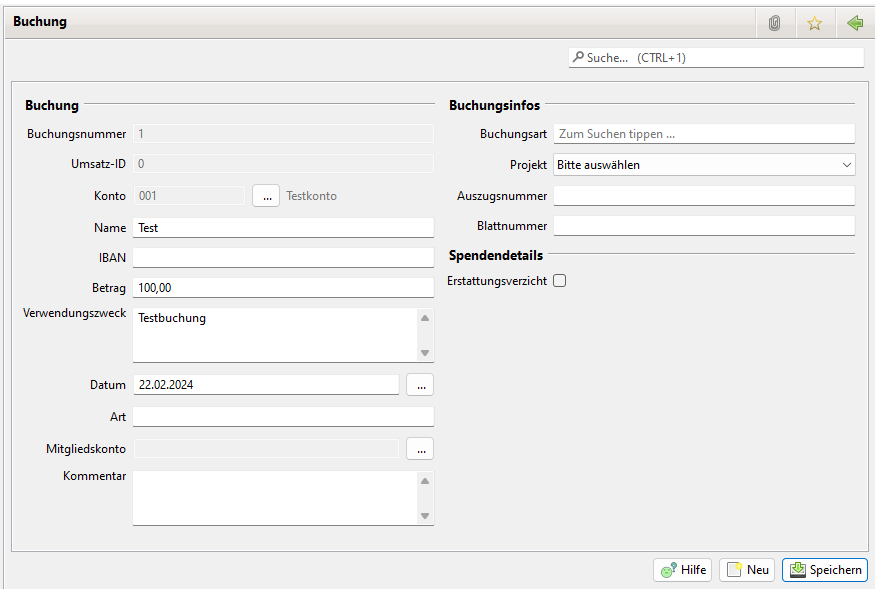 Buchung
Suche... (CTRL+1)
Buchung
Buchungsnummer 1
Umsatz-ID 0
Konto 001 ... Testkonto
Name Test
IBAN
Betrag 100,00
Verwendungszweck Testbuchung
Datum 22.02.2024 ...
Art
Mitgliedskonto ...
Kommentar
Buchungsinfos
Buchungsart Zum Suchen tippen ...
Projekt Bitte auswählen
Auszugsnummer
Blattnummer
Spendendetails
Erstattungsverzicht
Hilfe Neu Speichern